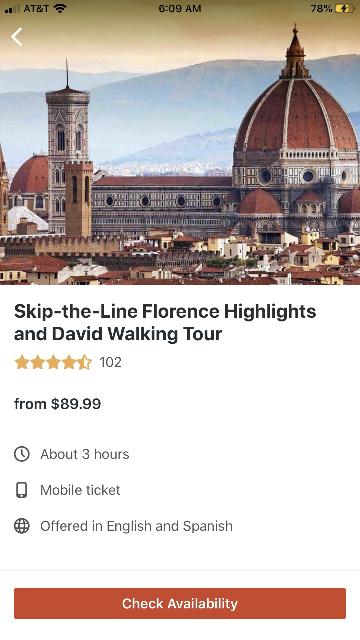 AT&T 6:09 AM 78%
Skip-the-Line Florence Highlights
and David Walking Tour
102
from $89.99
About 3 hours
Mobile ticket
Offered in English and Spanish
Check Availability